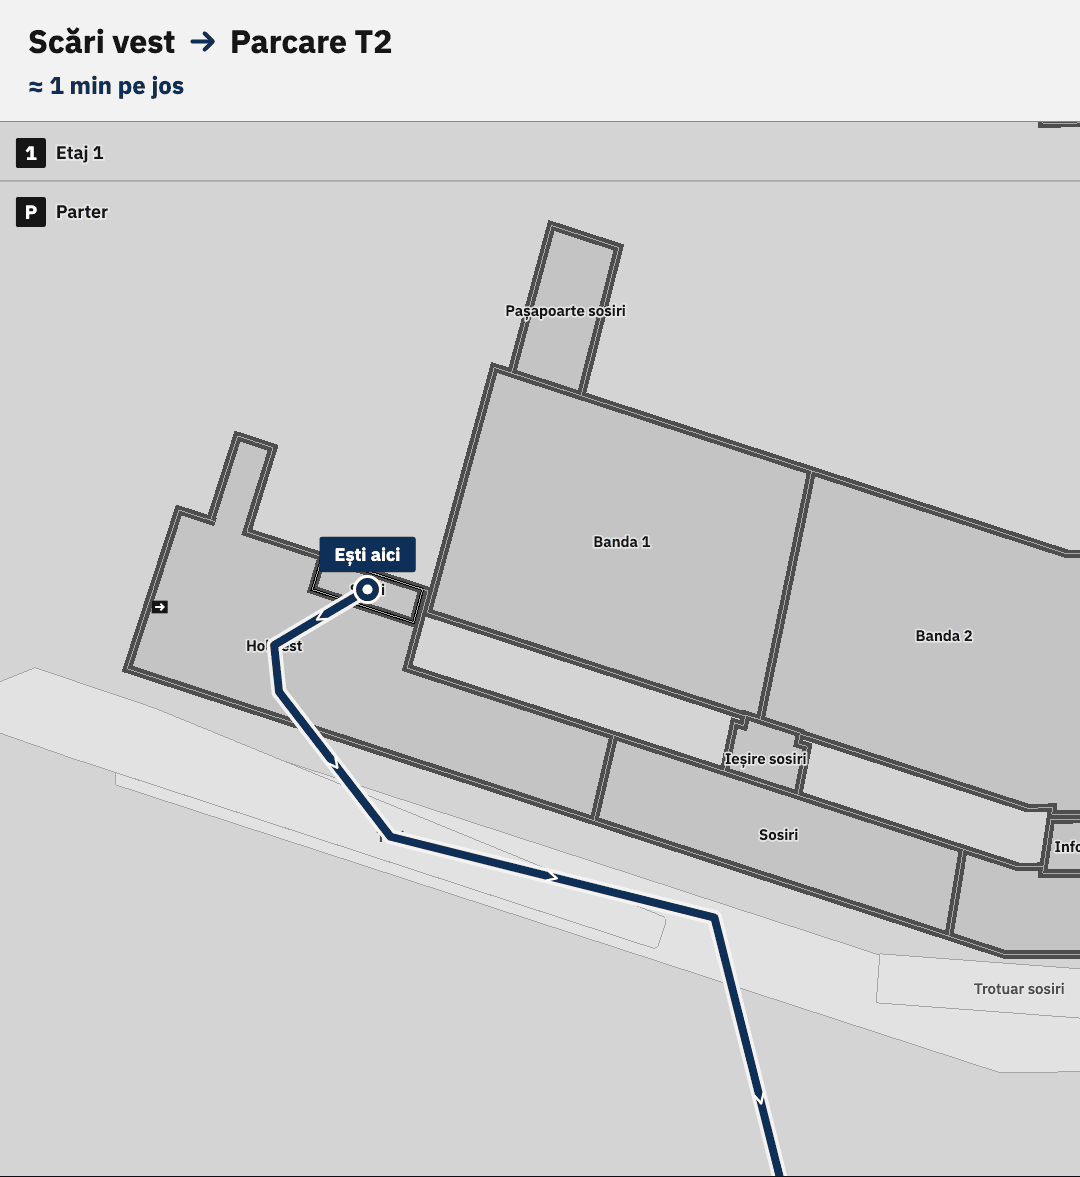 Scări vest → Parcare T2
≈ 1 min pe jos
1 Etaj 1
P Parter
Pașapoarte sosiri
Banda 1
Ești aici
Banda 2
Ieșire sosiri
Sosiri
Trotuar sosiri